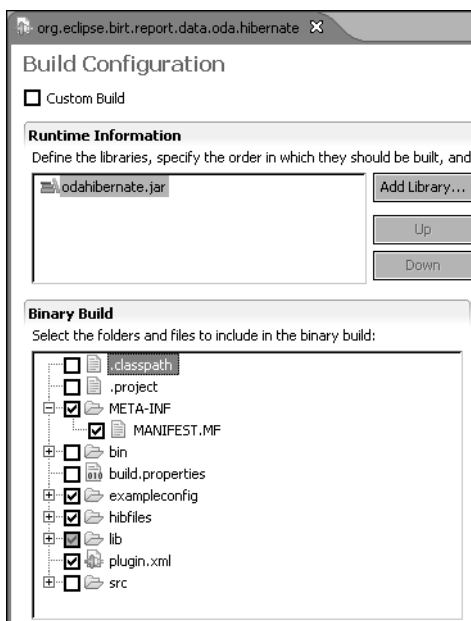 org.eclipse.birt.report.data.oda.hibernate
Build Configuration
Custom Build
Runtime Information
Define the libraries, specify the order in which they should be built, and
odahibernate.jar
Add Library...
Up
Down
Binary Build
Select the folders and files to include in the binary build:
.classpath
.project
META-INF
MANIFEST.MF
bin
build.properties
exampleconfig
hibfiles
lib
plugin.xml
src